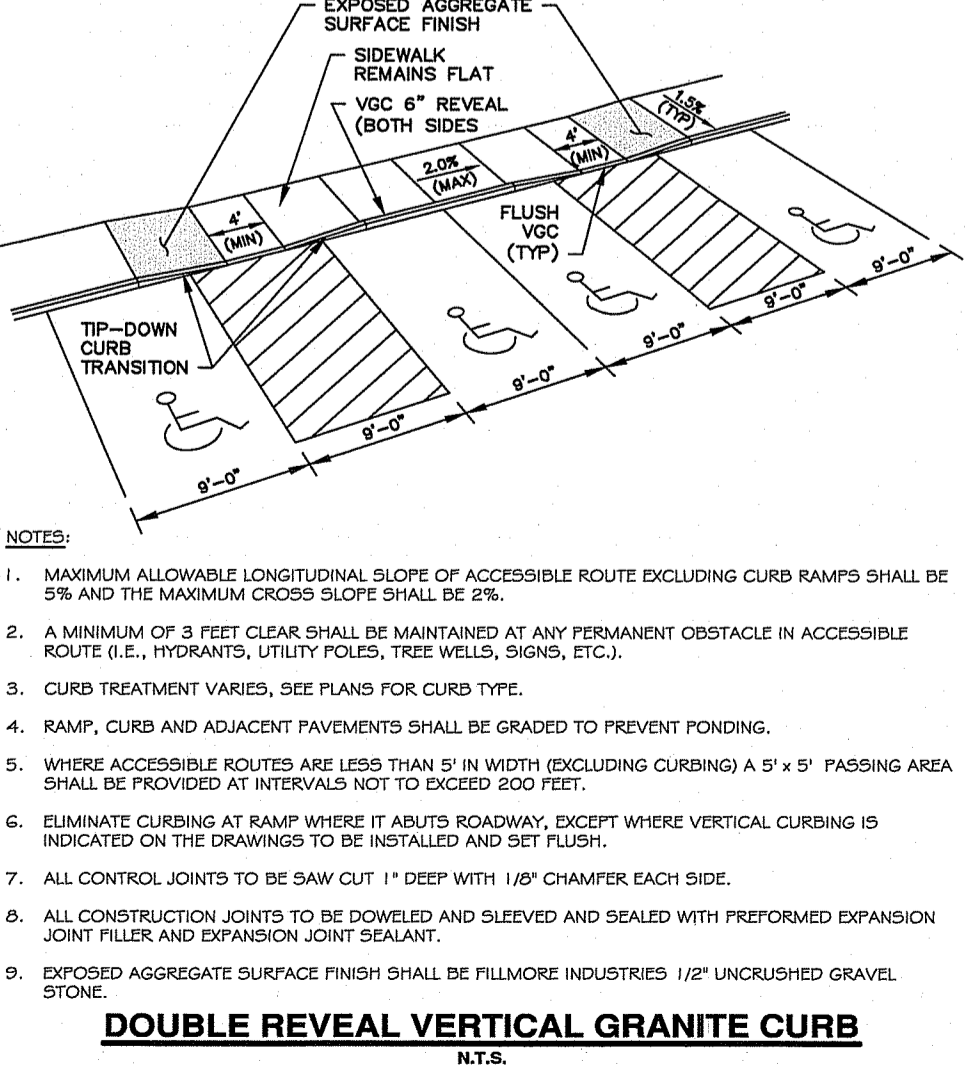 EXPOSED AGGREGATE
SURFACE FINISH
SIDEWALK
REMAINS FLAT
VGC 6" REVEAL
(BOTH SIDES
1.5%
(TYP)
4'
(MIN)
2.0%
(MAX)
4'
(MIN)
FLUSH
VGC
(TYP)
TIP-DOWN
CURB
TRANSITION
9'-0"
9'-0"
9'-0"
9'-0"
9'-0"
9'-0"
NOTES:
1. MAXIMUM ALLOWABLE LONGITUDINAL SLOPE OF ACCESSIBLE ROUTE EXCLUDING CURB RAMPS SHALL BE
5% AND THE MAXIMUM CROSS SLOPE SHALL BE 2%.
2. A MINIMUM OF 3 FEET CLEAR SHALL BE MAINTAINED AT ANY PERMANENT OBSTACLE IN ACCESSIBLE
ROUTE (I.E., HYDRANTS, UTILITY POLES, TREE WELLS, SIGNS, ETC.).
3. CURB TREATMENT VARIES, SEE PLANS FOR CURB TYPE.
4. RAMP, CURB AND ADJACENT PAVEMENTS SHALL BE GRADED TO PREVENT PONDING.
5. WHERE ACCESSIBLE ROUTES ARE LESS THAN 5' IN WIDTH (EXCLUDING CURBING) A 5' x 5' PASSING AREA
SHALL BE PROVIDED AT INTERVALS NOT TO EXCEED 200 FEET.
6. ELIMINATE CURBING AT RAMP WHERE IT ABUTS ROADWAY, EXCEPT WHERE VERTICAL CURBING IS
INDICATED ON THE DRAWINGS TO BE INSTALLED AND SET FLUSH.
7. ALL CONTROL JOINTS TO BE SAW CUT 1" DEEP WITH 1/8" CHAMFER EACH SIDE.
8. ALL CONSTRUCTION JOINTS TO BE DOWELED AND SLEEVED AND SEALED WITH PREFORMED EXPANSION
JOINT FILLER AND EXPANSION JOINT SEALANT.
9. EXPOSED AGGREGATE SURFACE FINISH SHALL BE FILLMORE INDUSTRIES 1/2" UNCRUSHED GRAVEL
STONE.
DOUBLE REVEAL VERTICAL GRANITE CURB
N.T.S.